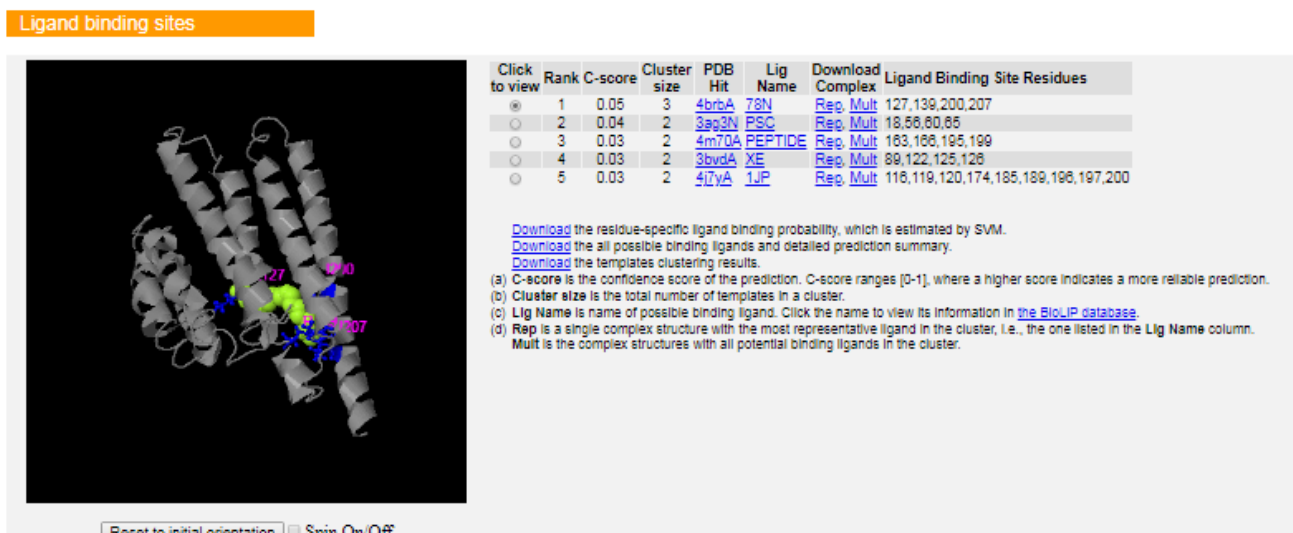 Ligand binding sites
Click to view Rank C-score Cluster size PDB Hit Lig Name Download Complex Ligand Binding Site Residues
1 0.05 3 4brbA 78N Rep, Mult 127,139,200,207
2 0.04 2 3ag3N PSC Rep, Mult 18,56,60,65
3 0.03 2 4m70A PEPTIDE Rep, Mult 163,166,195,199
4 0.03 2 3bvdA XE Rep, Mult 89,122,125,126
5 0.03 2 4j7yA 1JP Rep, Mult 116,119,120,174,185,189,196,197,200
Download the residue-specific ligand binding probability, which is estimated by SVM.
Download the all possible binding ligands and detailed prediction summary.
Download the templates clustering results.
(a) C-score is the confidence score of the prediction. C-score ranges [0-1], where a higher score indicates a more reliable prediction.
(b) Cluster size is the total number of templates in a cluster.
(c) Lig Name is name of possible binding ligand. Click the name to view its information in the BioLiP database.
(d) Rep is a single complex structure with the most representative ligand in the cluster, i.e., the one listed in the Lig Name column.
Mult is the complex structures with all potential binding ligands in the cluster.
Reset to initial orientation Spin On/Off